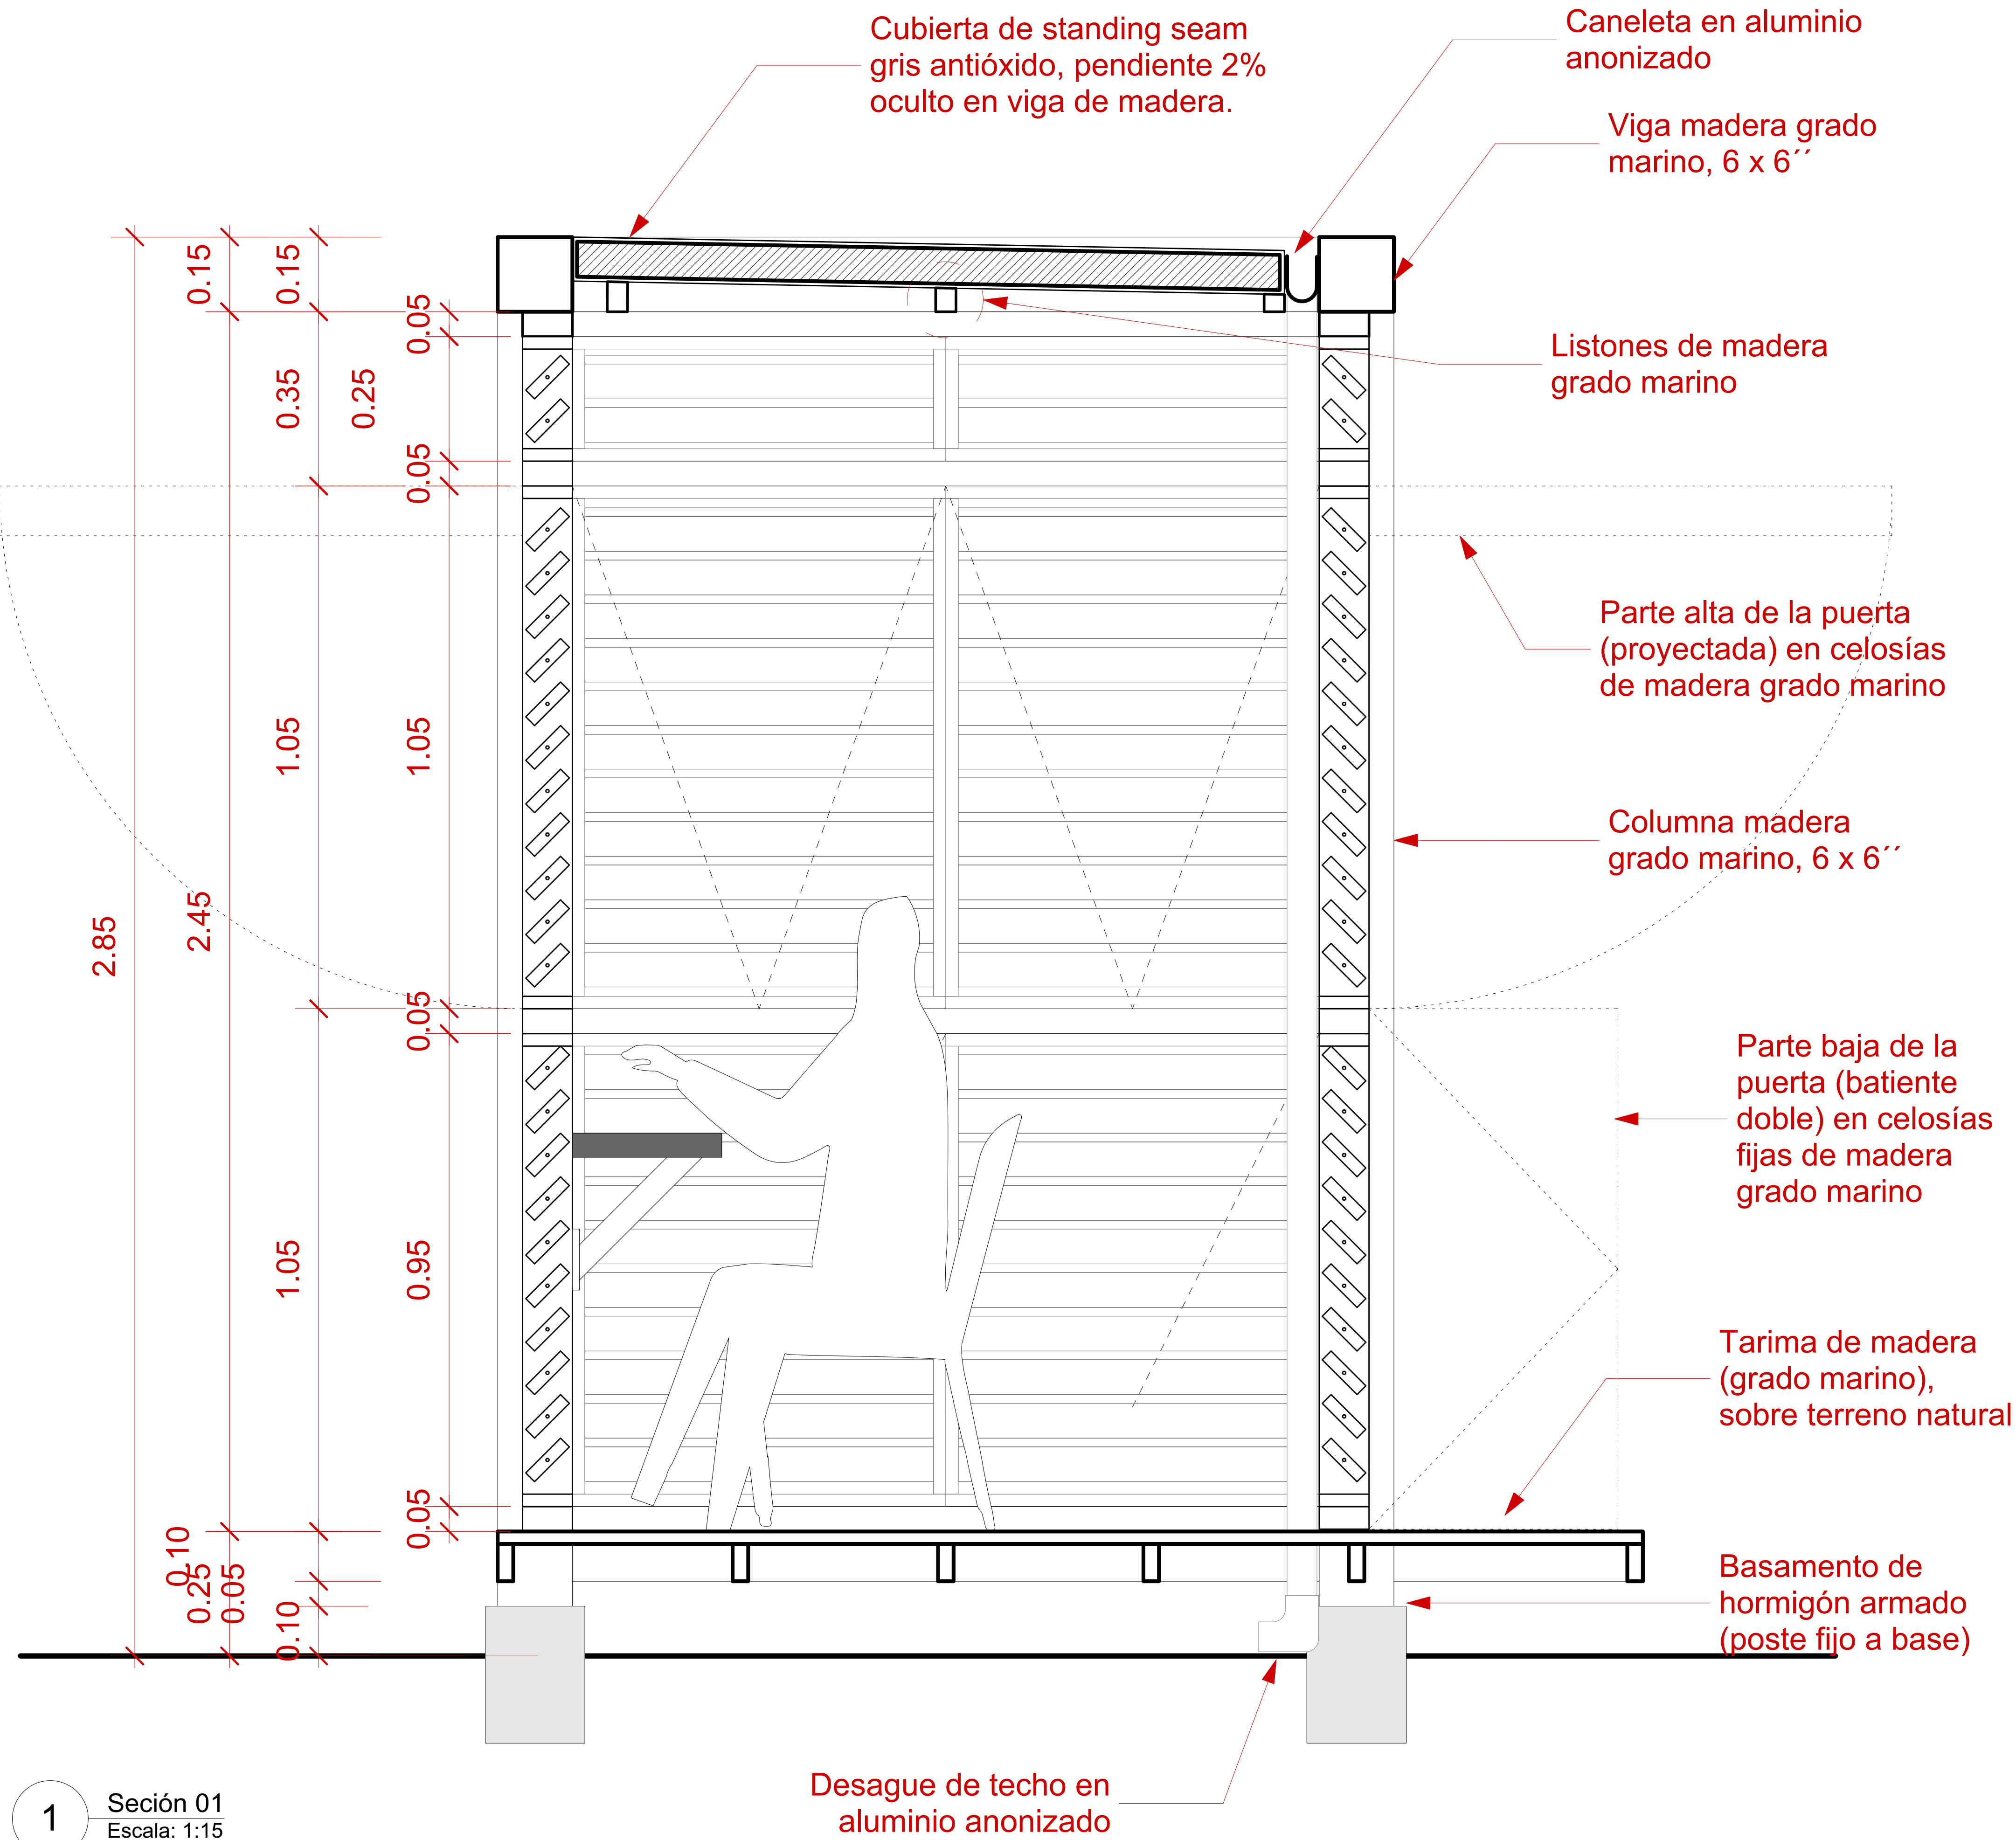 Cubierta de standing seam
gris antióxido, pendiente 2%
oculto en viga de madera.
Caneleta en aluminio
anonizado
Viga madera grado
marino, 6 x 6´´
Listones de madera
grado marino
Parte alta de la puerta
(proyectada) en celosías
de madera grado marino
Columna madera
grado marino, 6 x 6´´
Parte baja de la
puerta (batiente
doble) en celosías
fijas de madera
grado marino
Tarima de madera
(grado marino),
sobre terreno natural
Basamento de
hormigón armado
(poste fijo a base)
Desague de techo en
aluminio anonizado
2.85
0.15
2.45
0.25
0.15
0.35
1.05
1.05
0.10
0.05
0.10
0.05
0.25
0.05
1.05
0.05
0.95
0.05
1
Seción 01
Escala: 1:15